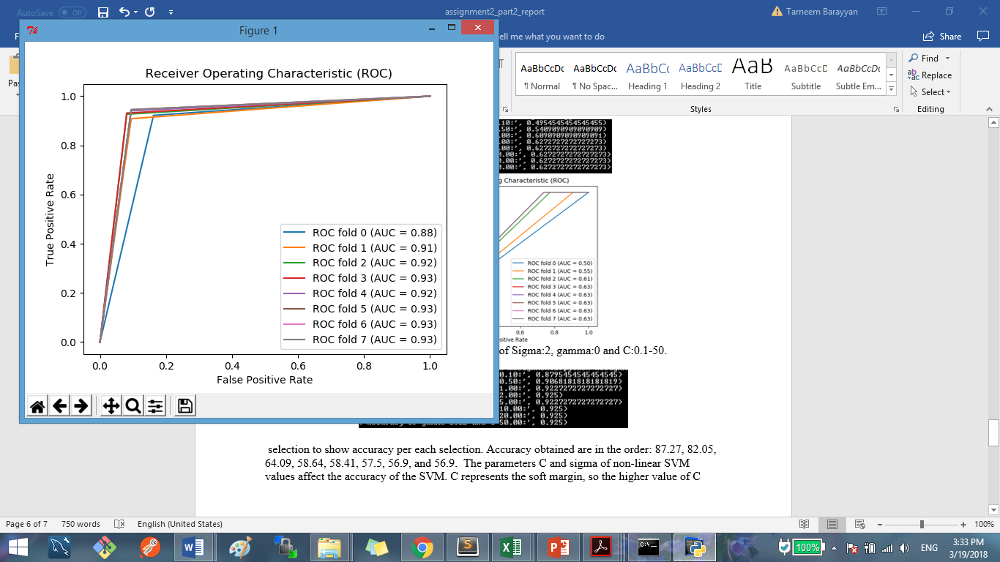 AutoSave Off
assignment2_part2_report
Tarneem Barayyan
Figure 1
ell me what you want to do
Share
Receiver Operating Characteristic (ROC)
1.0
0.8
0.6
0.4
0.2
0.0
True Positive Rate
ROC fold 0 (AUC = 0.88)
ROC fold 1 (AUC = 0.91)
ROC fold 2 (AUC = 0.92)
ROC fold 3 (AUC = 0.93)
ROC fold 4 (AUC = 0.92)
ROC fold 5 (AUC = 0.93)
ROC fold 6 (AUC = 0.93)
ROC fold 7 (AUC = 0.93)
0.0 0.2 0.4 0.6 0.8 1.0
False Positive Rate
AaBbCcDc AaBbCcDc AaBbC( AaBbCcD AaB AaBbCcD AaBbCcDc
¶ Normal ¶ No Spac... Heading 1 Heading 2 Title Subtitle Subtle Em...
Styles
Find
Replace
Select
Editing
.10:', 0.4954545454545455)
.50:', 0.5409090909090909)
.00:', 0.6090909090909091)
.00:', 0.6272727272727273)
.00:', 0.6272727272727273)
0.00:', 0.6272727272727273)
0.00:', 0.6272727272727273)
0.00:', 0.6272727272727273)
g Characteristic (ROC)
ROC fold 0 (AUC = 0.50)
ROC fold 1 (AUC = 0.55)
ROC fold 2 (AUC = 0.61)
ROC fold 3 (AUC = 0.63)
ROC fold 4 (AUC = 0.63)
ROC fold 5 (AUC = 0.63)
ROC fold 6 (AUC = 0.63)
ROC fold 7 (AUC = 0.63)
0.6 0.8 1.0
sitive Rate
of Sigma:2, gamma:0 and C:0.1-50.
0.10:', 0.8795454545454545)
0.50:', 0.9068181818181819)
1.00:', 0.9227272727272727)
2.00:', 0.925)
5.00:', 0.9227272727272727)
10.00:', 0.925)
20.00:', 0.925)
50.00:', 0.925)
selection to show accuracy per each selection. Accuracy obtained are in the order: 87.27, 82.05,
64.09, 58.64, 58.41, 57.5, 56.9, and 56.9. The parameters C and sigma of non-linear SVM
values affect the accuracy of the SVM. C represents the soft margin, so the higher value of C
Page 6 of 7 750 words English (United States) 100%
100% ENG 3:33 PM
3/19/2018